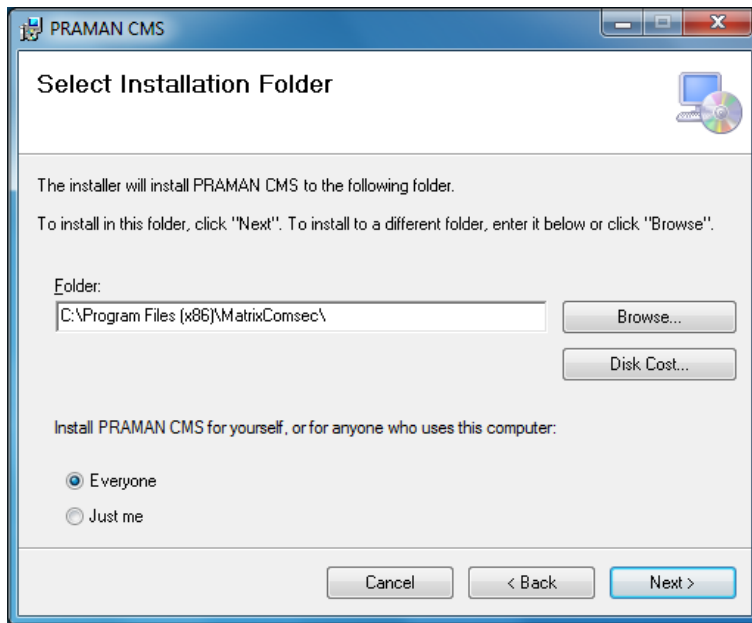 PRAMAN CMS
Select Installation Folder
The installer will install PRAMAN CMS to the following folder.
To install in this folder, click "Next". To install to a different folder, enter it below or click "Browse".
Folder:
C:\Program Files (x86)\MatrixComsec\
Browse...
Disk Cost...
Install PRAMAN CMS for yourself, or for anyone who uses this computer:
Everyone
Just me
Cancel
< Back
Next >